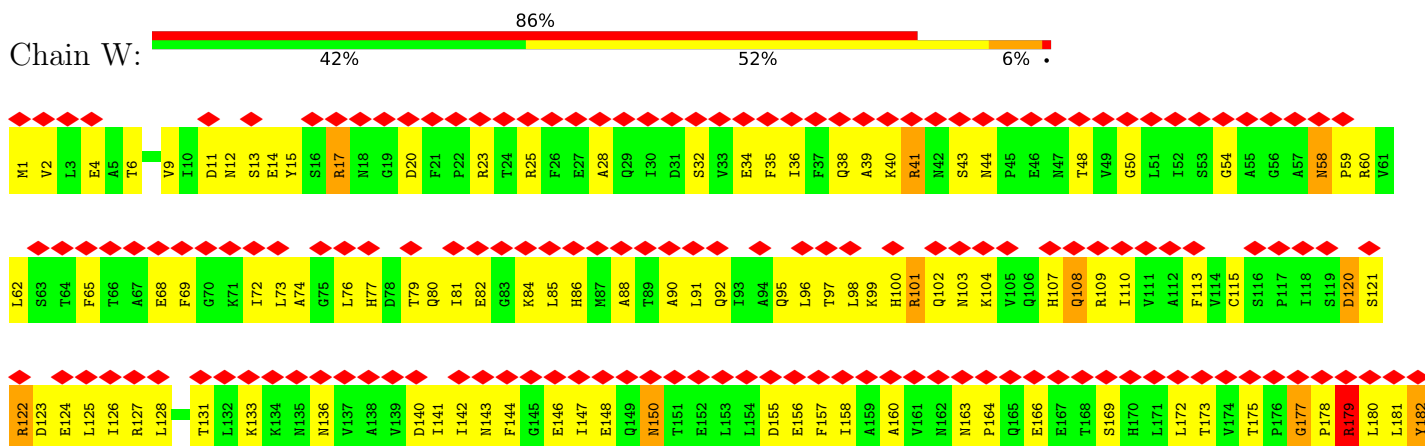 86%
Chain W:
42% 52% 6% •
M1 V2 L3 E4 A5 T6 V9 I10 D11 N12 S13 E14 Y15 S16 R17 N18 G19 D20 F21 P22 R23 T24 R25 F26 E27 A28 Q29 I30 D31 S32 V33 E34 F35 I36 F37 Q38 A39 K40 R41 N42 S43 N44 P45 E46 N47 T48 V49 G50 L51 I52 S53 G54 A55 G56 A57 N58 P59 R60 V61
L62 S63 T64 F65 T66 A67 E68 F69 G70 K71 I72 L73 A74 G75 L76 H77 D78 T79 Q80 I81 E82 G83 K84 L85 H86 M87 A88 T89 A90 L91 Q92 I93 A94 Q95 L96 T97 L98 K99 H100 R101 Q102 N103 K104 V105 Q106 H107 Q108 R109 I110 V111 A112 F113 V114 C115 S116 P117 I118 S119 D120 S121
R122 D123 E124 L125 I126 R127 L128 T131 L132 K133 K134 N135 N136 V137 A138 V139 D140 I141 I142 N143 F144 G145 E146 I147 E148 Q149 N150 T151 E152 L153 L154 D155 E156 F157 I158 A159 A160 V161 N162 N163 P164 Q165 E166 E167 T168 S169 H170 L171 L172 T173 V174 T175 P176 G177 P178 R179 L180 L181 Y182